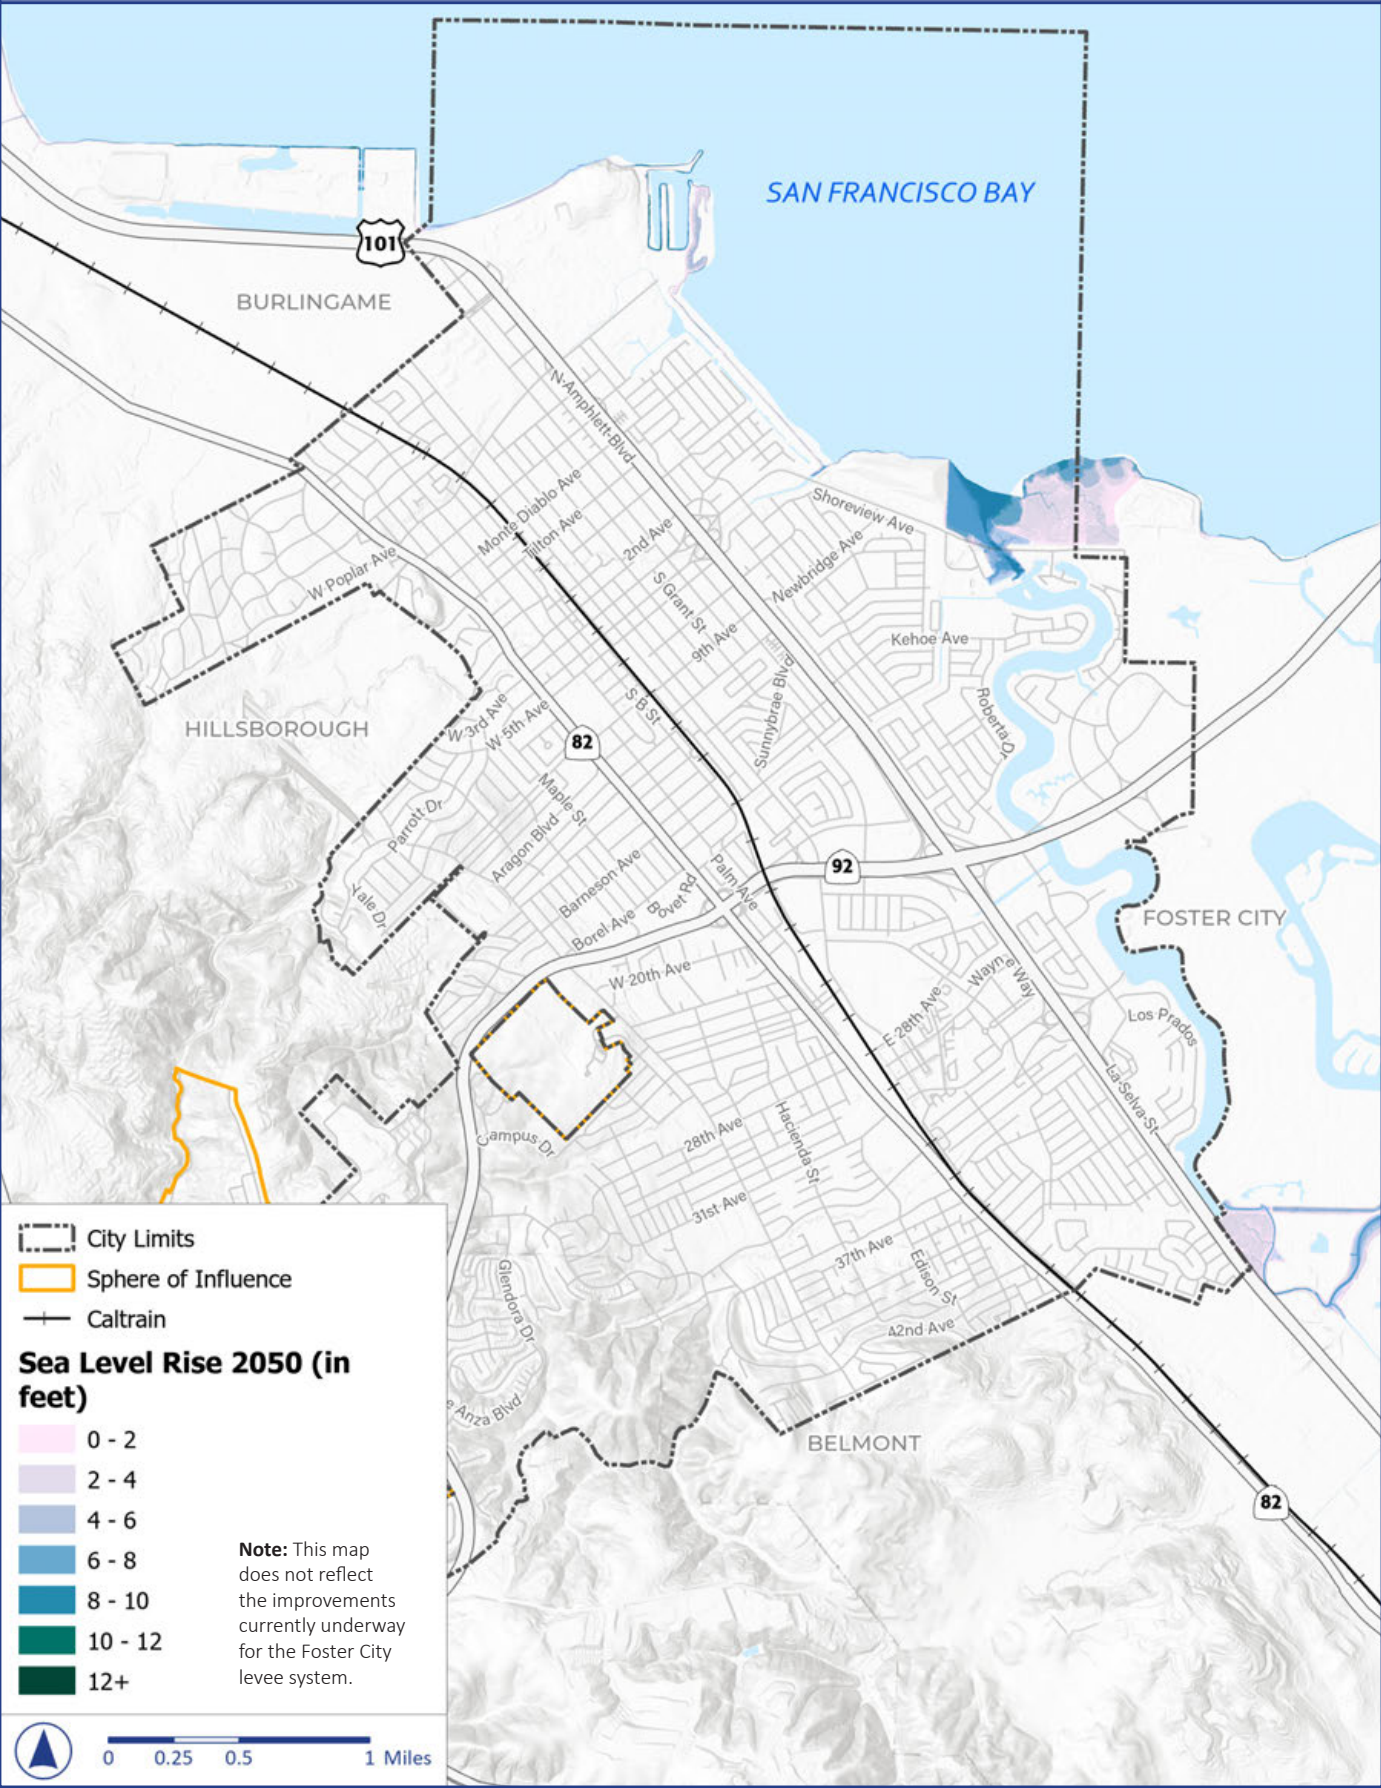 SAN FRANCISCO BAY
101
BURLINGAME
N Amphlett Blvd
Monte Diablo Ave
Tilton Ave
2nd Ave
Shoreview Ave
Newbridge Ave
W Poplar Ave
S Grant St
9th Ave
Kehoe Ave
Sunnybrae Blvd
Roberta Dr
HILLSBOROUGH
W 3rd Ave
W 5th Ave
S B St
82
Maple St
Parrott Dr
Aragon Blvd
Barneson Ave
Bovet Rd
Palm Ave
92
Yale Dr
Borel Ave
FOSTER CITY
W 20th Ave
Wayne Way
E 28th Ave
Los Prados
La Selva St
Campus Dr
28th Ave
Hacienda St
31st Ave
37th Ave
Edison St
Glendora Dr
42nd Ave
e Anza Blvd
BELMONT
82
City Limits
Sphere of Influence
Caltrain
Sea Level Rise 2050 (in
feet)
0 - 2
2 - 4
4 - 6
6 - 8
8 - 10
10 - 12
12+
Note: This map
does not reflect
the improvements
currently underway
for the Foster City
levee system.
0 0.25 0.5 1 Miles